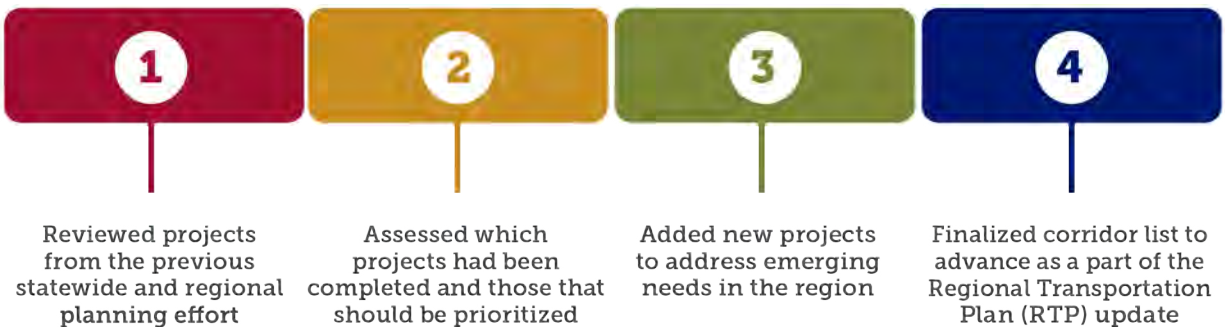 1
Reviewed projects
from the previous
statewide and regional
planning effort
2
Assessed which
projects had been
completed and those that
should be prioritized
3
Added new projects
to address emerging
needs in the region
4
Finalized corridor list to
advance as a part of the
Regional Transportation
Plan (RTP) update